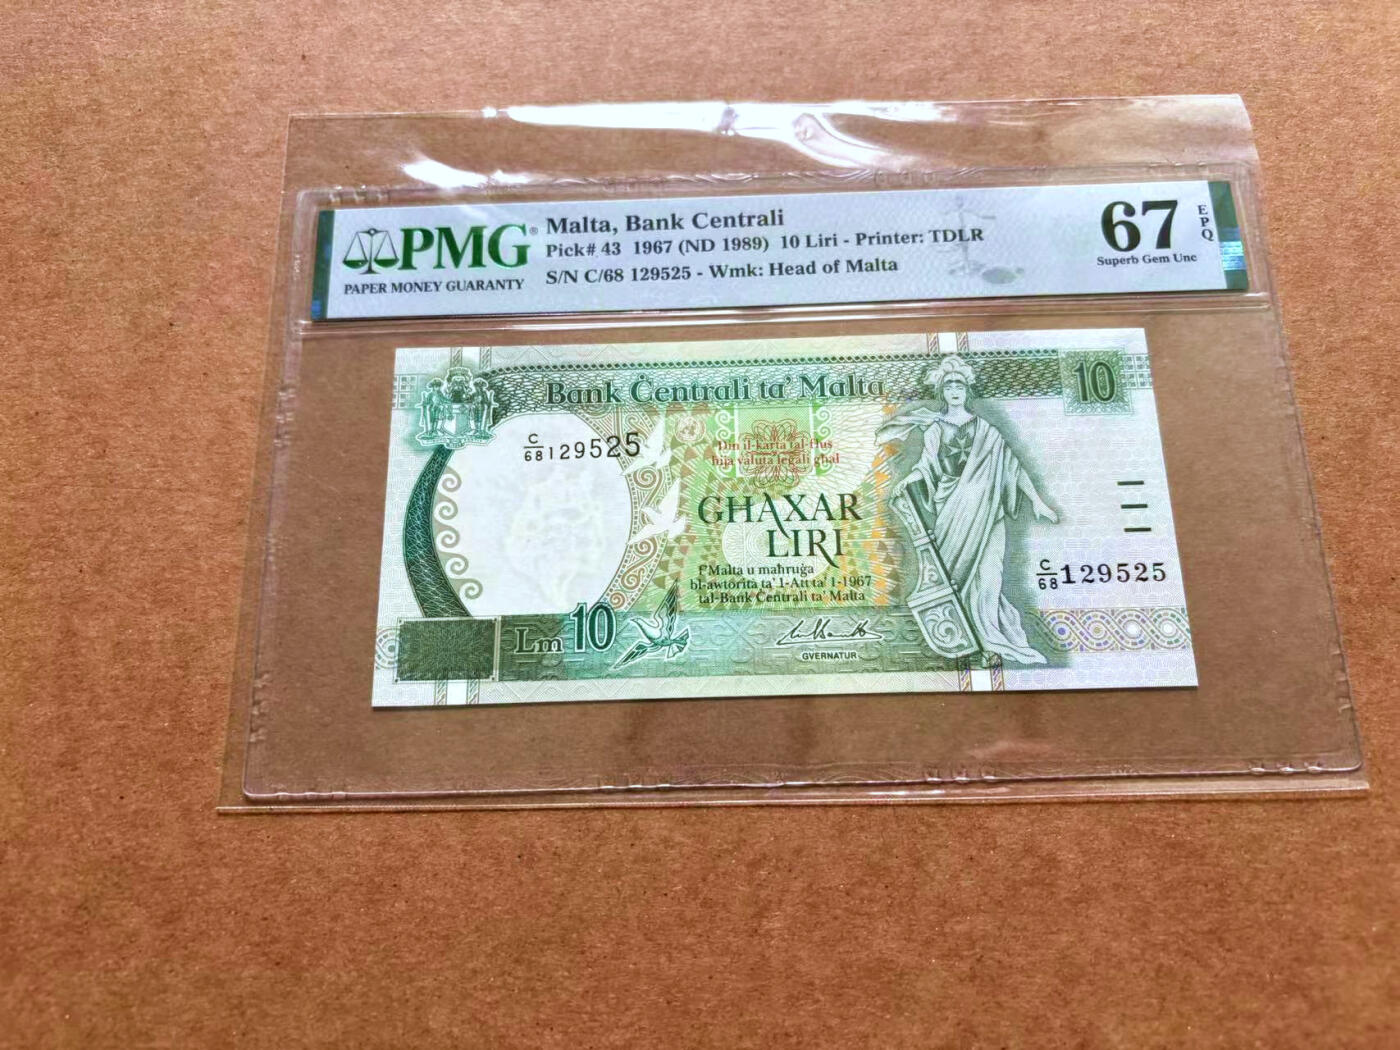 PMG®
PAPER MONEY GUARANTY
Malta, Bank Centrali
Pick# 43 1967 (ND 1989) 10 Liri - Printer: TDLR
S/N C/68 129525 - Wmk: Head of Malta
67
EPQ
Superb Gem Unc
Bank Ċentrali ta' Malta
10
C/68 129525
Din il-karta tal-flus
hija valuta legali għal
GĦAXAR
LIRI
f'Malta u maħruġa
bl-awtorità ta' l-Att ta' l-1967
tal-Bank Ċentrali ta' Malta
C/68 129525
Lm 10
GVERNATUR